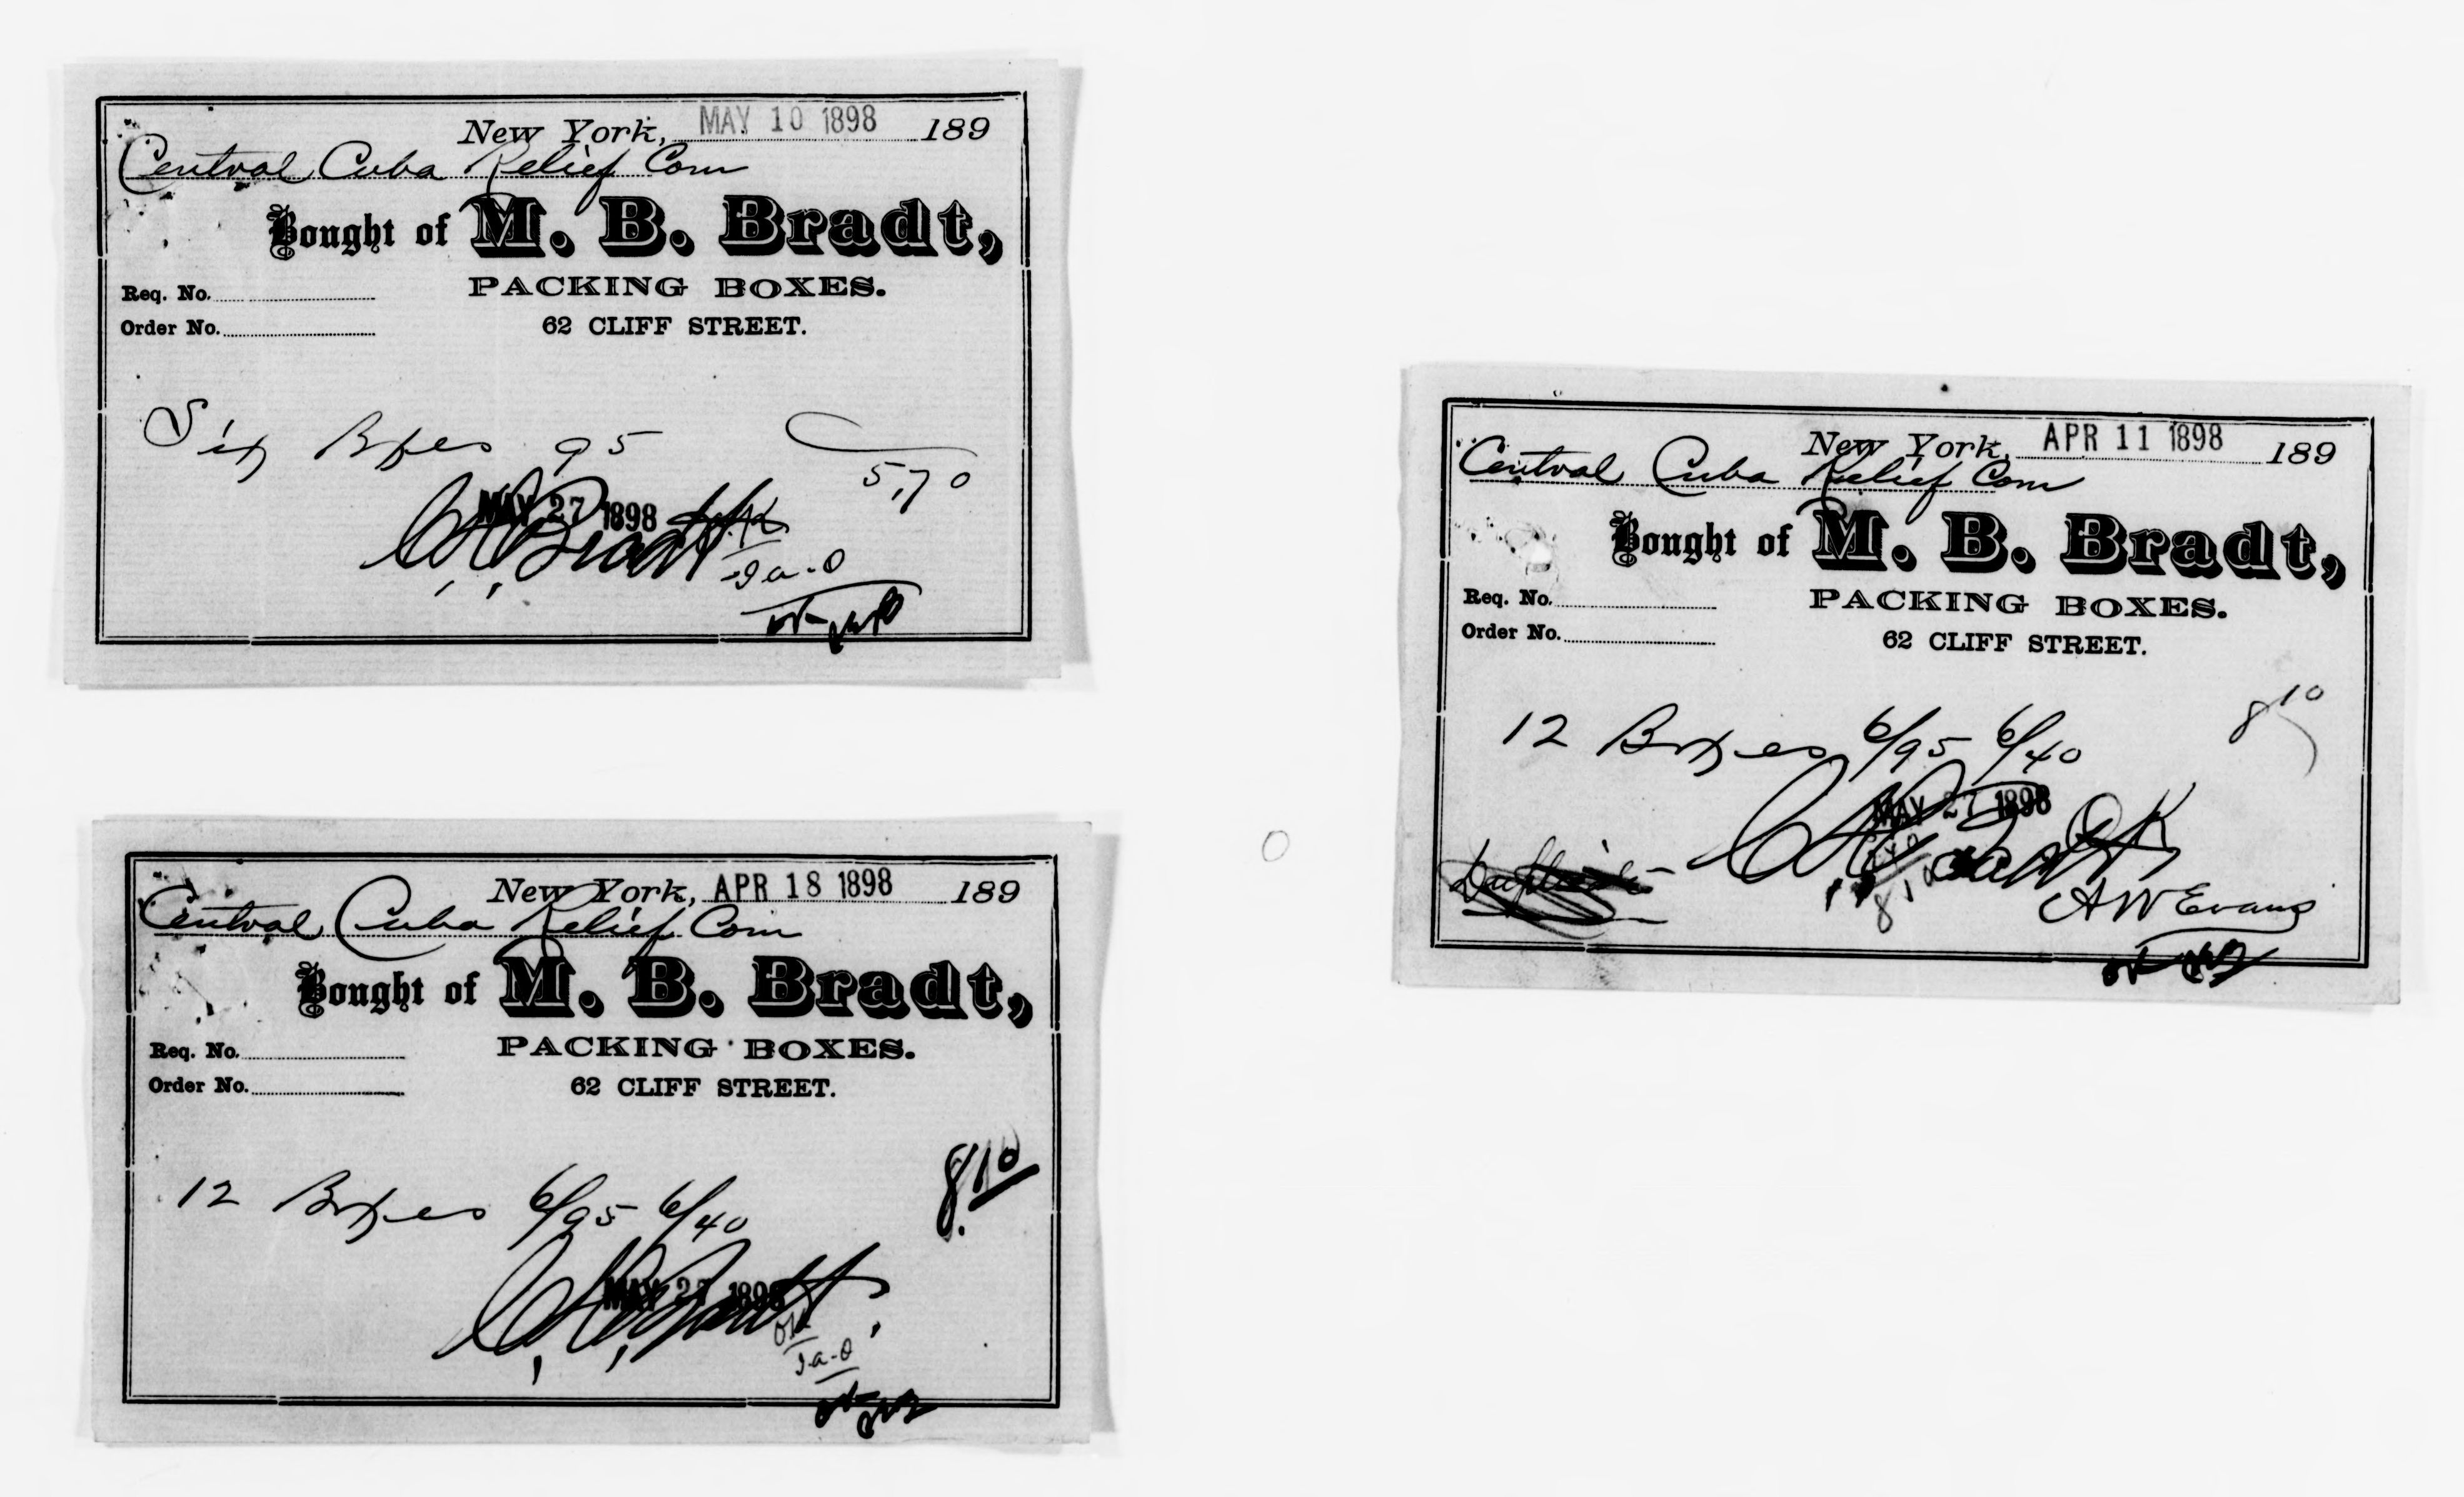 New York, MAY 10 1898 189
Central Cuba Relief Com
Bought of M. B. Bradt,
PACKING BOXES.
Req. No.
62 CLIFF STREET.
Order No.
Six Boxes 95
5,70
MAY 27 1898
Bradt
New York, APR 18 1898 189
Central Cuba Relief Com
Bought of M. B. Bradt,
PACKING BOXES.
Req. No.
62 CLIFF STREET.
Order No.
8.10
12 Boxes 6/95 6/40
MAY 27 1898
Bradt
OK
New York, APR 11 1898 189
Central Cuba Relief Com
Bought of M. B. Bradt,
Req. No.
PACKING BOXES.
Order No.
62 CLIFF STREET.
8 10
12 Boxes 6/95 6/40
MAY 27 1898
OK
Bradt
Duplicate
A W Evans